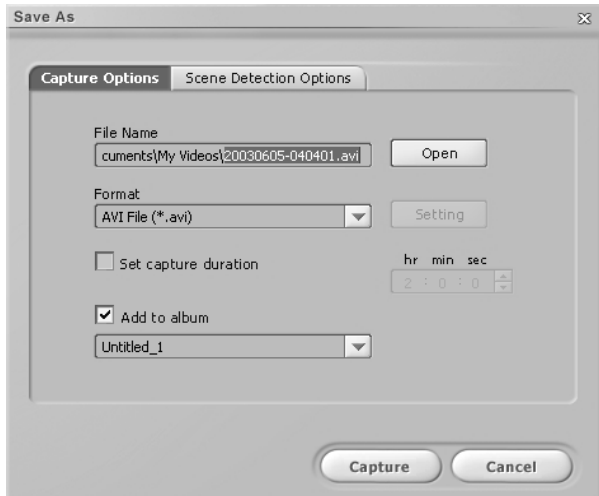 Save As
Capture Options
Scene Detection Options
File Name
cuments\My Videos\20030605-040401.avi
Open
Format
AVI File (*.avi)
Setting
Set capture duration
hr min sec
2 : 0 : 0
Add to album
Untitled_1
Capture
Cancel